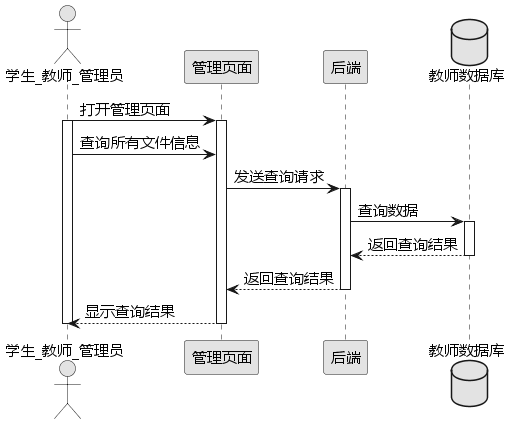 学生_教师_管理员
管理页面
后端
教师数据库
打开管理页面
查询所有文件信息
发送查询请求
查询数据
返回查询结果
返回查询结果
显示查询结果
学生_教师_管理员
管理页面
后端
教师数据库